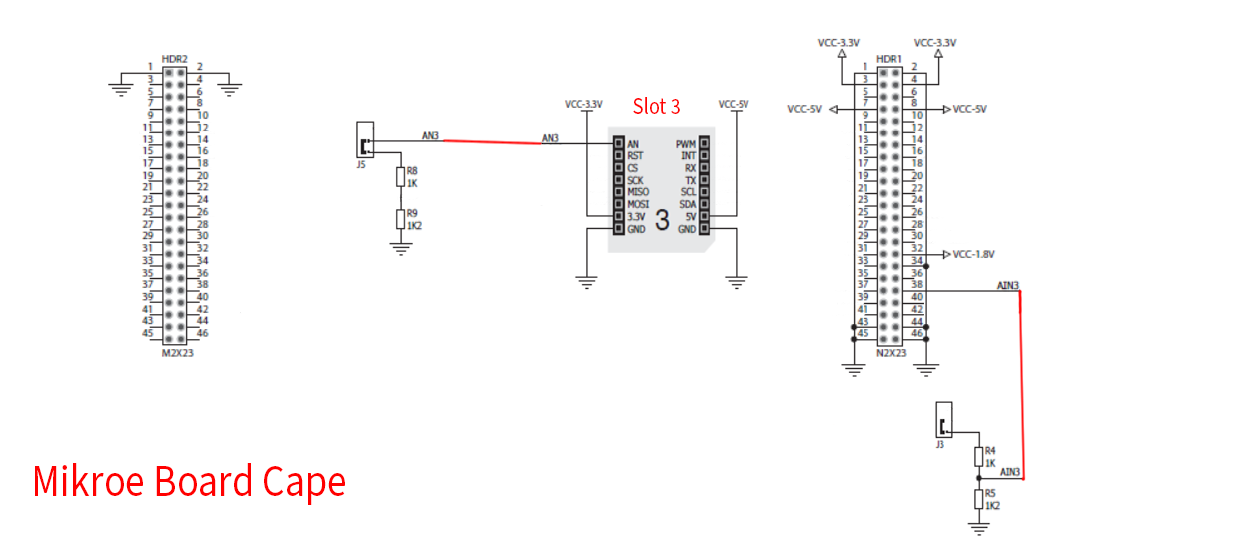 VCC-3.3V VCC-3.3V
HDR2 HDR1
1 2 1 2
3 4 3 4
5 6 5 6
VCC-3.3V Slot 3 VCC-5V
7 8 VCC-5V 7 8 VCC-5V
9 10 9 10
11 12 11 12
13 14 AN3 AN3 AN PWM 13 14
15 16 J5 RST INT 15 16
17 18 R8 CS RX 17 18
19 20 1K SCK TX 19 20
21 22 MISO SCL 21 22
23 24 MOSI SDA 23 24
25 26 R9 3.3V 3 5V 25 26
27 28 1K2 GND GND 27 28
29 30 29 30
31 32 31 32 VCC-1.8V
33 34 33 34
35 36 35 36
37 38 37 38 AIN3
39 40 39 40
41 42 41 42
43 44 43 44
45 46 45 46
M2X23 N2X23
J3
R4
1K
AIN3
R5
1K2
Mikroe Board Cape